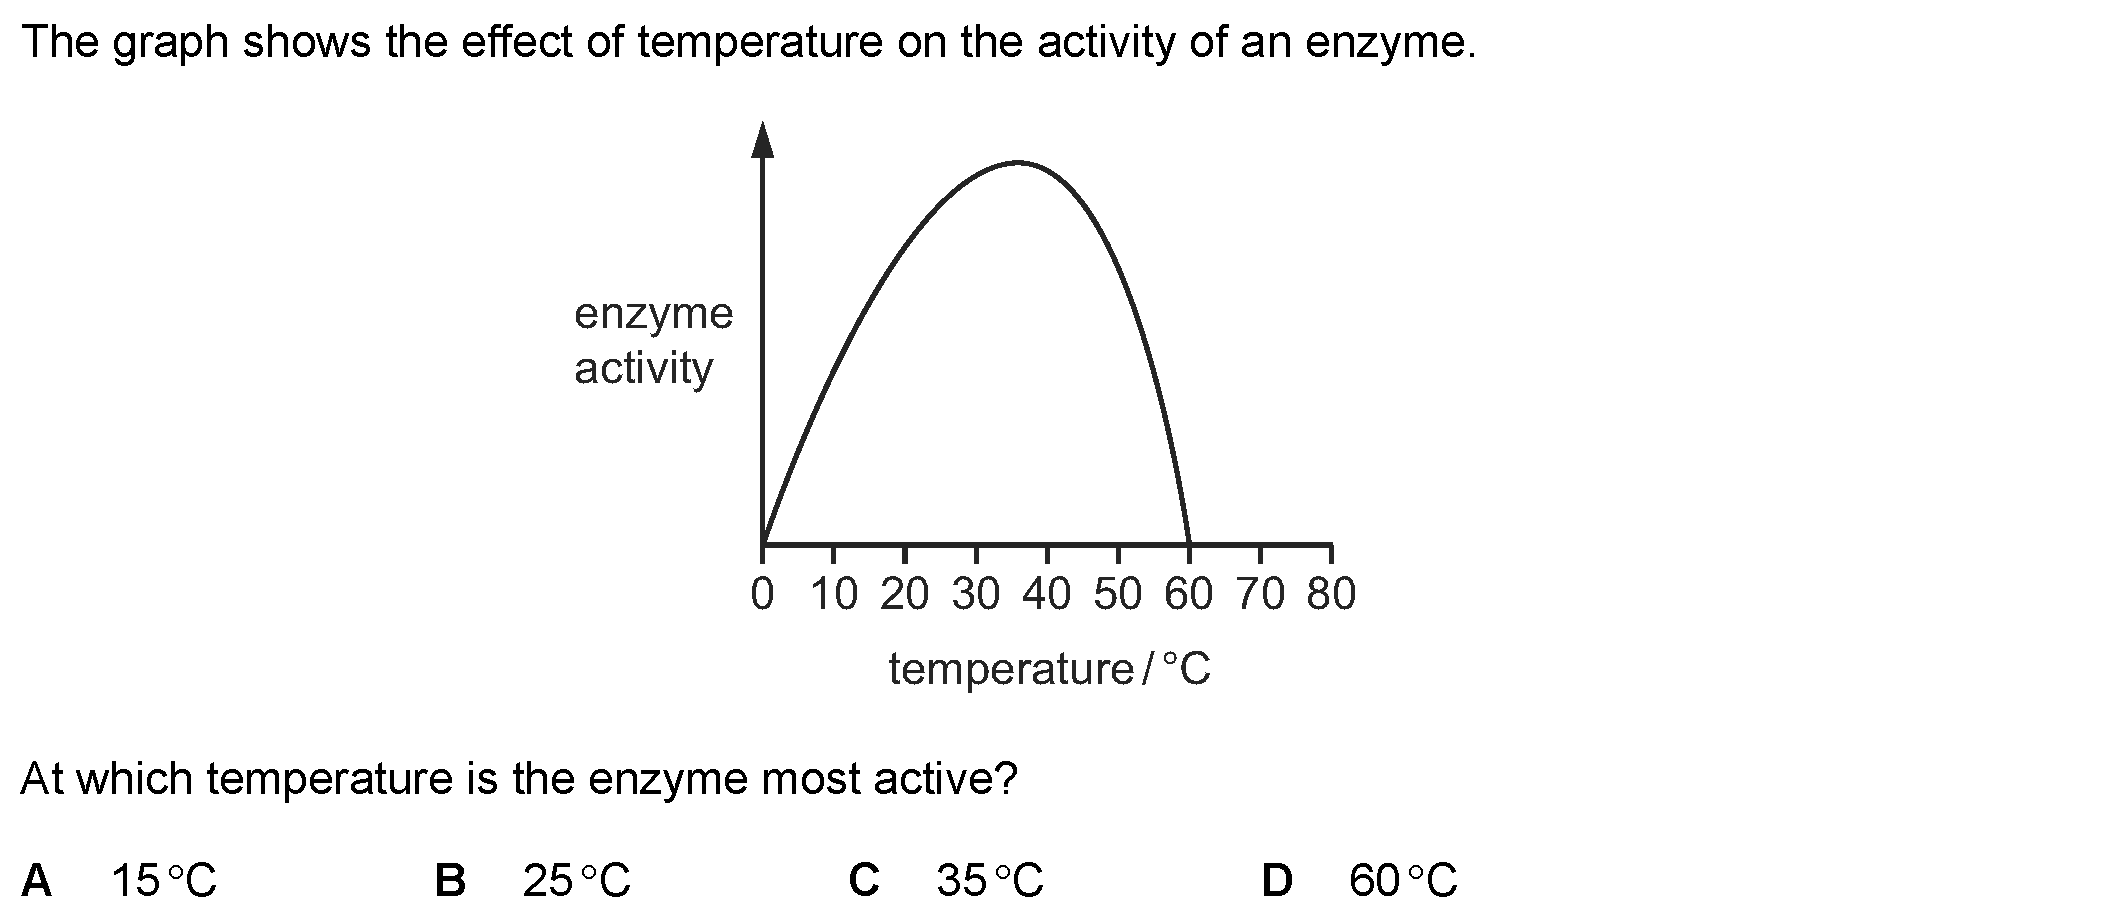 The graph shows the effect of temperature on the activity of an enzyme.
enzyme
activity
0 10 20 30 40 50 60 70 80
temperature / °C
At which temperature is the enzyme most active?
A 15 °C B 25 °C C 35 °C D 60 °C